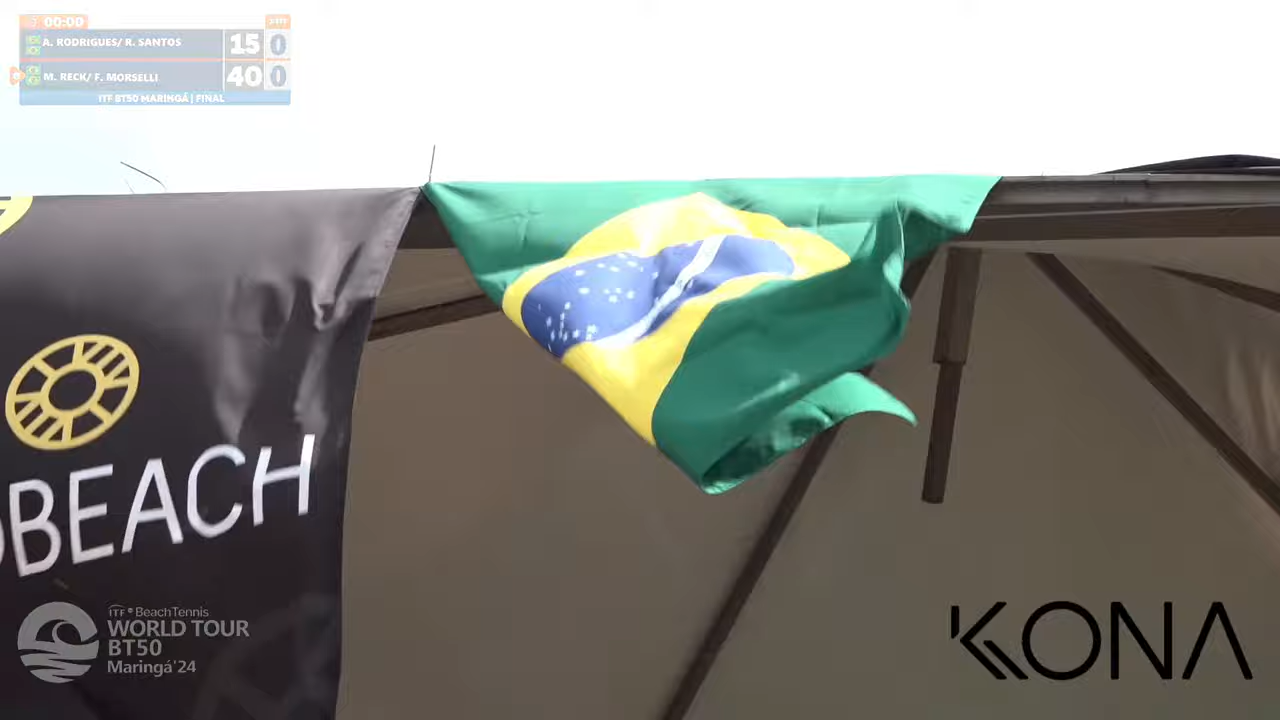 00:00
A. RODRIGUES/ R. SANTOS 15 0
M. RECK/ F. MORSELLI 40 0
ITF BT50 MARINGÁ | FINAL
BEACH
ITF BeachTennis
WORLD TOUR
BT50
Maringá'24
KONA